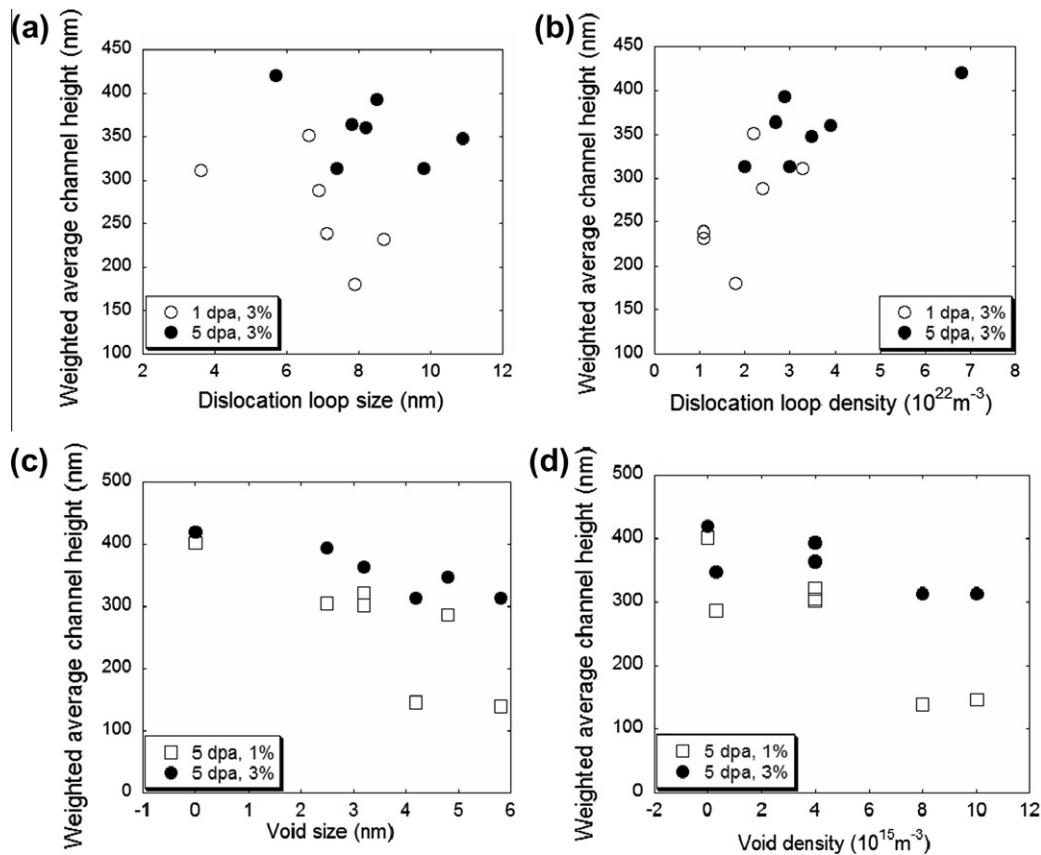 (a)
Weighted average channel height (nm)
450
400
350
300
250
200
150
100
2
4
6
8
10
12
Dislocation loop size (nm)
1 dpa, 3%
5 dpa, 3%
(b)
Weighted average channel height (nm)
450
400
350
300
250
200
150
100
0
1
2
3
4
5
6
7
8
Dislocation loop density (10²²m⁻³)
1 dpa, 3%
5 dpa, 3%
(c)
Weighted average channel height (nm)
500
400
300
200
100
0
-1
0
1
2
3
4
5
6
Void size (nm)
5 dpa, 1%
5 dpa, 3%
(d)
Weighted average channel height (nm)
500
400
300
200
100
0
-2
0
2
4
6
8
10
12
Void density (10¹⁵m⁻³)
5 dpa, 1%
5 dpa, 3%